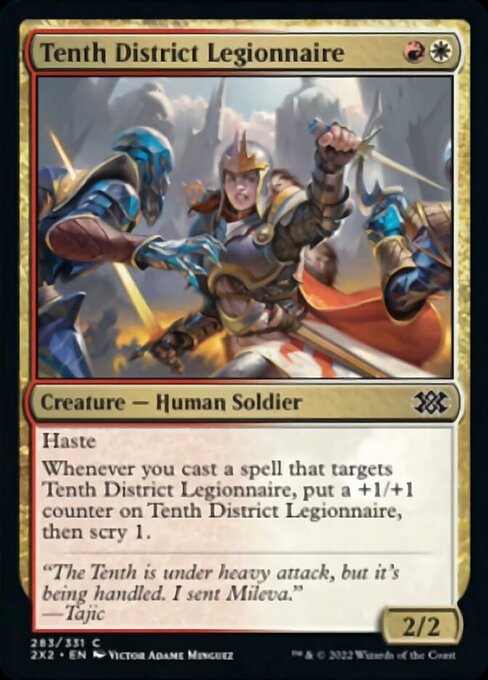 Tenth District Legionnaire
Creature — Human Soldier
Haste
Whenever you cast a spell that targets
Tenth District Legionnaire, put a +1/+1
counter on Tenth District Legionnaire,
then scry 1.
“The Tenth is under heavy attack, but it’s
being handled. I sent Mileva.”
—Tajic
2/2
283/331 C
2X2 • EN Victor Adame Minguez
™ & © 2022 Wizards of the Coast